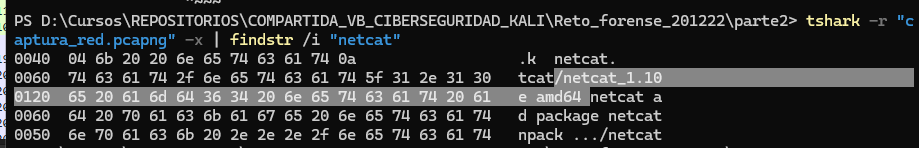 PS D:\Cursos\REPOSITORIOS\COMPARTIDA_VB_CIBERSEGURIDAD_KALI\Reto_forense_201222\parte2> tshark -r "c
aptura_red.pcapng" -x | findstr /i "netcat"
0040  04 6b 20 20 6e 65 74 63 61 74 0a                  .k  netcat.
0060  74 63 61 74 2f 6e 65 74 63 61 74 5f 31 2e 31 30   tcat/netcat_1.10
0120  65 20 61 6d 64 36 34 20 6e 65 74 63 61 74 20 61   e amd64 netcat a
0060  64 20 70 61 63 6b 61 67 65 20 6e 65 74 63 61 74   d package netcat
0050  6e 70 61 63 6b 20 2e 2e 2e 2f 6e 65 74 63 61 74   npack .../netcat